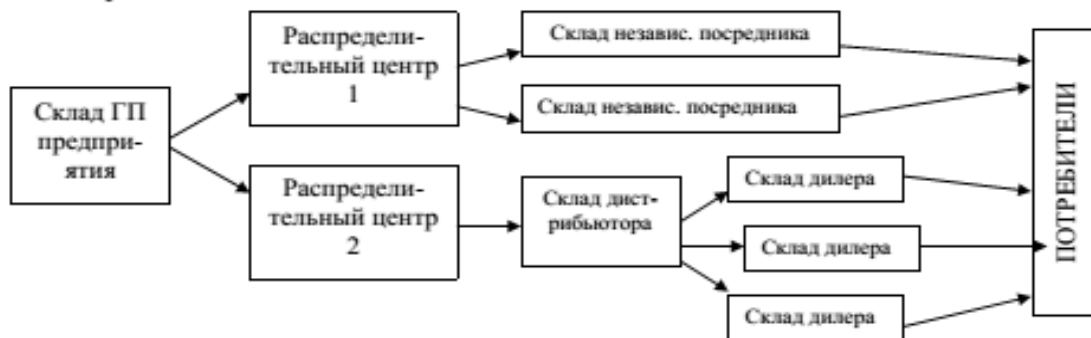 Склад ГП
предпри-
ятия
Распредели-
тельный центр
1
Распредели-
тельный центр
2
Склад независ. посредника
Склад независ. посредника
Склад дист-
рибьютора
Склад дилера
Склад дилера
Склад дилера
ПОТРЕБИТЕЛИ